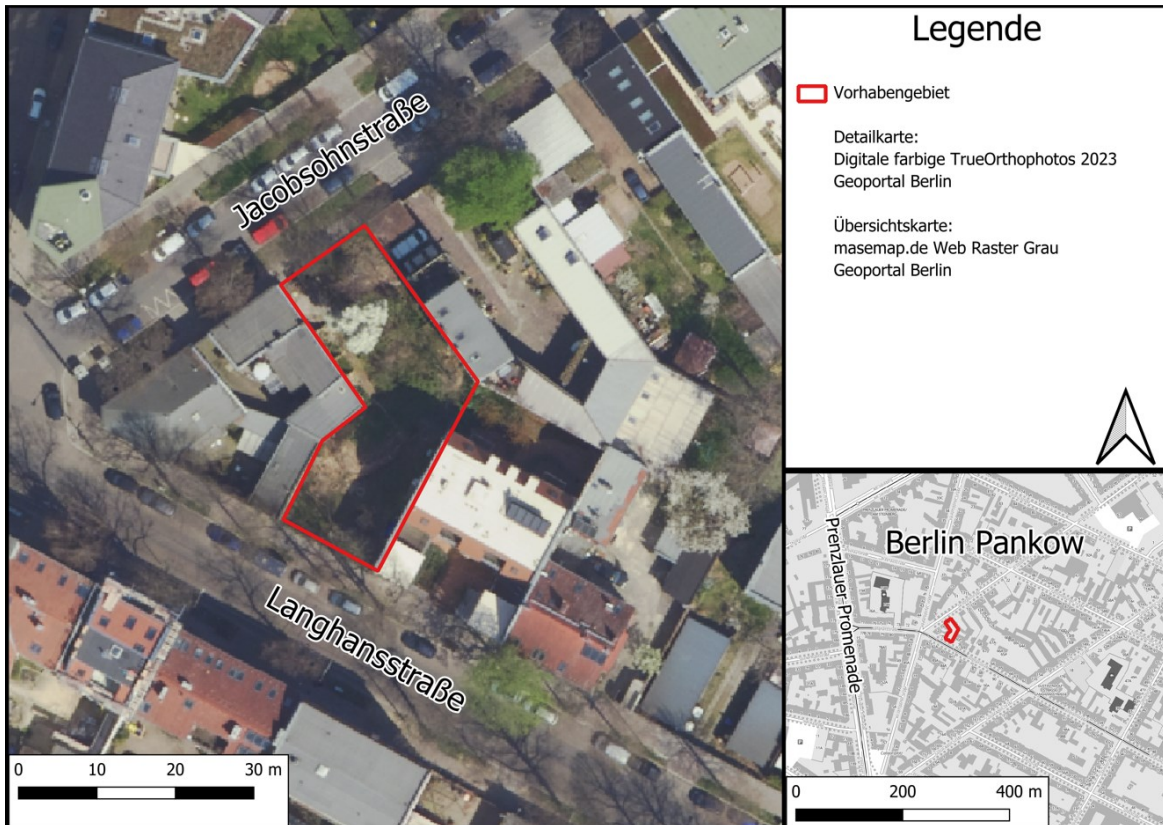 Jacobsohnstraße
Langhansstraße
0 10 20 30 m
Legende
Vorhabengebiet
Detailkarte:
Digitale farbige TrueOrthophotos 2023
Geoportal Berlin
Übersichtskarte:
masemap.de Web Raster Grau
Geoportal Berlin
Berlin Pankow
Prenzlauer-Promenade
0 200 400 m